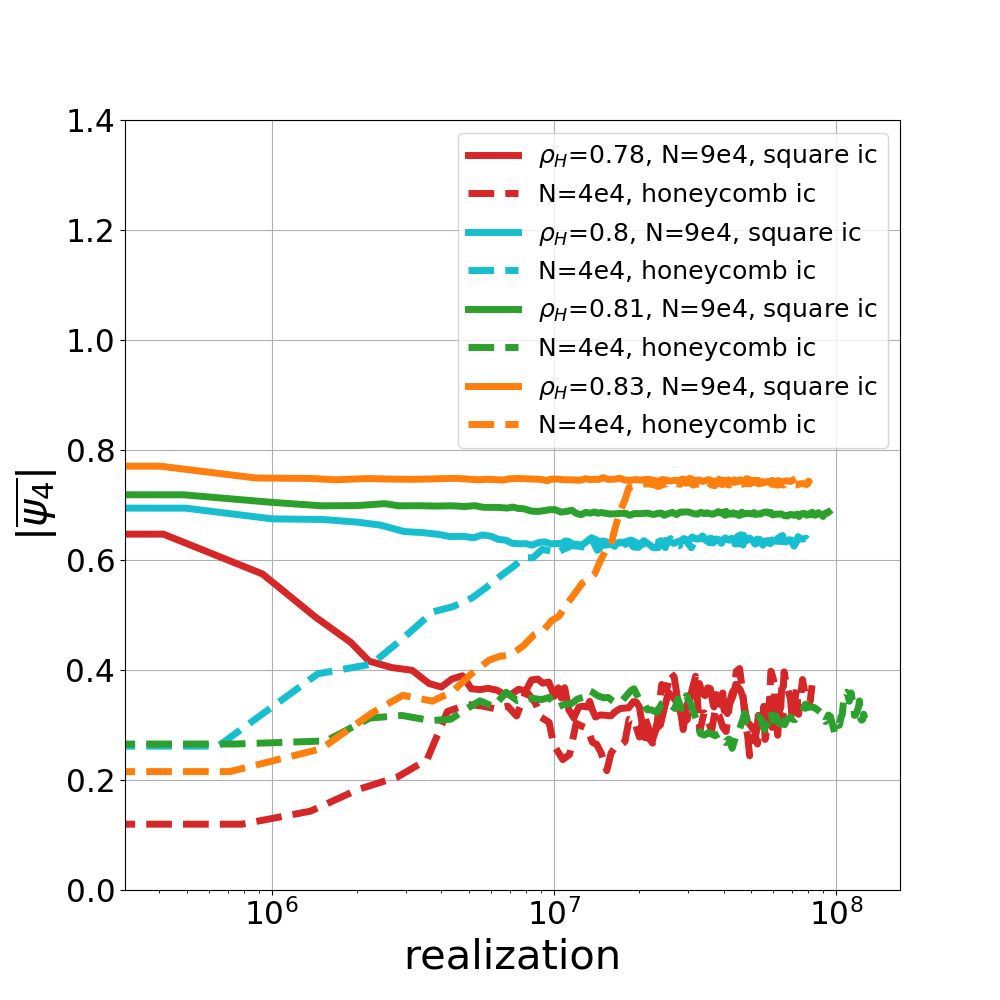 1.4
1.2
1.0
0.8
0.6
0.4
0.2
0.0
|ψ̅₄|
ρ_H=0.78, N=9e4, square ic
N=4e4, honeycomb ic
ρ_H=0.8, N=9e4, square ic
N=4e4, honeycomb ic
ρ_H=0.81, N=9e4, square ic
N=4e4, honeycomb ic
ρ_H=0.83, N=9e4, square ic
N=4e4, honeycomb ic
10⁶ 10⁷ 10⁸
realization